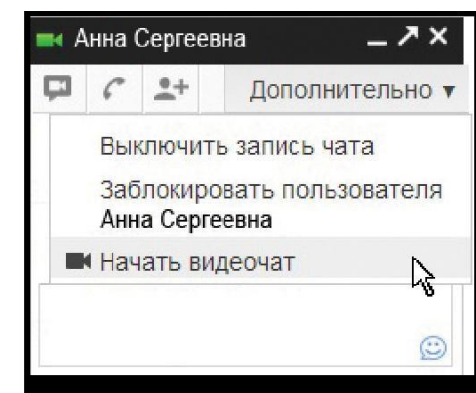 Анна Сергеевна
Дополнительно ▼
Выключить запись чата
Заблокировать пользователя
Анна Сергеевна
Начать видеочат